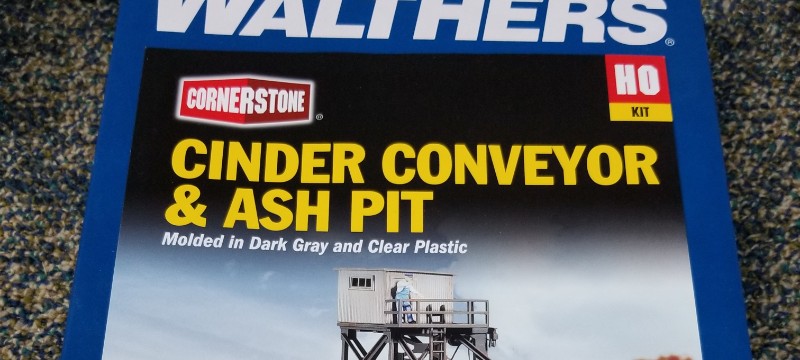 WALTHERS®
CORNERSTONE®
HO
KIT
CINDER CONVEYOR
& ASH PIT
Molded in Dark Gray and Clear Plastic